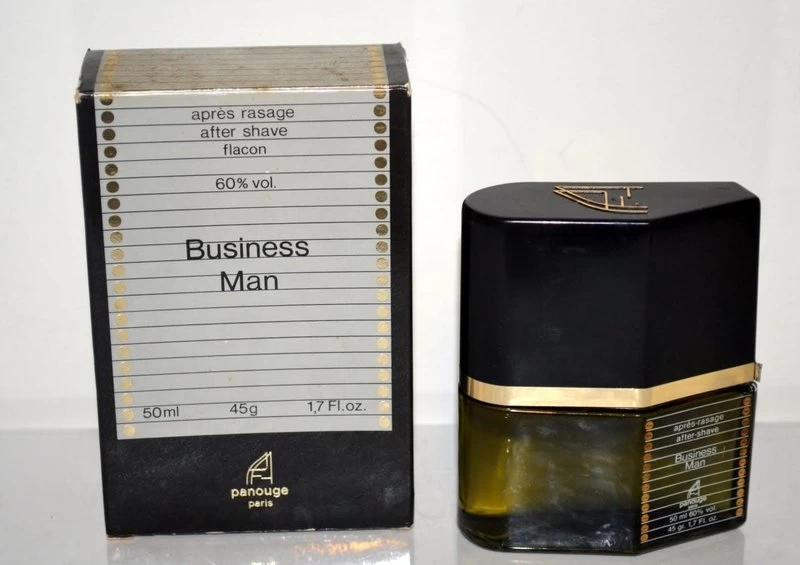 après rasage
after shave
flacon
60% vol.
Business
Man
50ml 45g 1,7 Fl.oz.
panouge
paris
après-rasage
after-shave
Business
Man
panouge
paris
50 ml 60% vol.
45 gr. 1,7 Fl. oz.